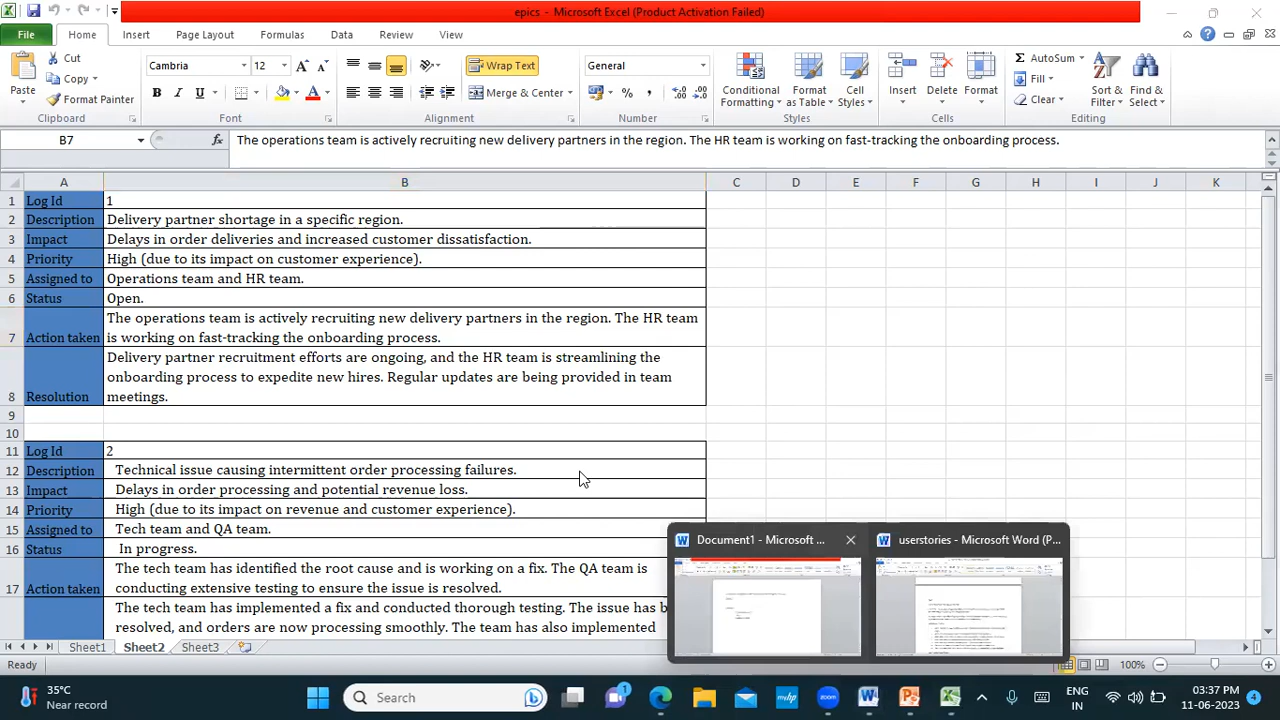 epics - Microsoft Excel (Product Activation Failed)
File Home Insert Page Layout Formulas Data Review View
Cut
Copy
Format Painter
Paste
Clipboard
Cambria 12
B I U
Font
Wrap Text
Merge & Center
Alignment
General
Number
Conditional Formatting
Format as Table
Cell Styles
Styles
Insert
Delete
Format
Cells
AutoSum
Fill
Clear
Sort & Filter
Find & Select
Editing
B7 fx The operations team is actively recruiting new delivery partners in the region. The HR team is working on fast-tracking the onboarding process.
A B C D E F G H I J K
1 Log Id 1
2 Description Delivery partner shortage in a specific region.
3 Impact Delays in order deliveries and increased customer dissatisfaction.
4 Priority High (due to its impact on customer experience).
5 Assigned to Operations team and HR team.
6 Status Open.
The operations team is actively recruiting new delivery partners in the region. The HR team
7 Action taken is working on fast-tracking the onboarding process.
Delivery partner recruitment efforts are ongoing, and the HR team is streamlining the
onboarding process to expedite new hires. Regular updates are being provided in team
8 Resolution meetings.
9
10
11 Log Id 2
12 Description Technical issue causing intermittent order processing failures.
13 Impact Delays in order processing and potential revenue loss.
14 Priority High (due to its impact on revenue and customer experience).
15 Assigned to Tech team and QA team.
16 Status In progress.
The tech team has identified the root cause and is working on a fix. The QA team is
17 Action taken conducting extensive testing to ensure the issue is resolved.
The tech team has implemented a fix and conducted thorough testing. The issue has b
resolved, and orders are now processing smoothly. The team has also implemented
Document1 - Microsoft ...
userstories - Microsoft Word (P...
Sheet1 Sheet2 Sheet3
Ready
100%
35°C
Near record
Search
1
hp
zoom
ENG
IN
03:37 PM
11-06-2023
4